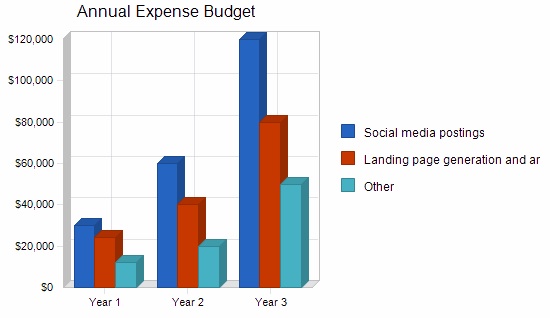 Annual Expense Budget
$120,000
$100,000
$80,000
$60,000
$40,000
$20,000
$0
Year 1
Year 2
Year 3
Social media postings
Landing page generation and ar
Other